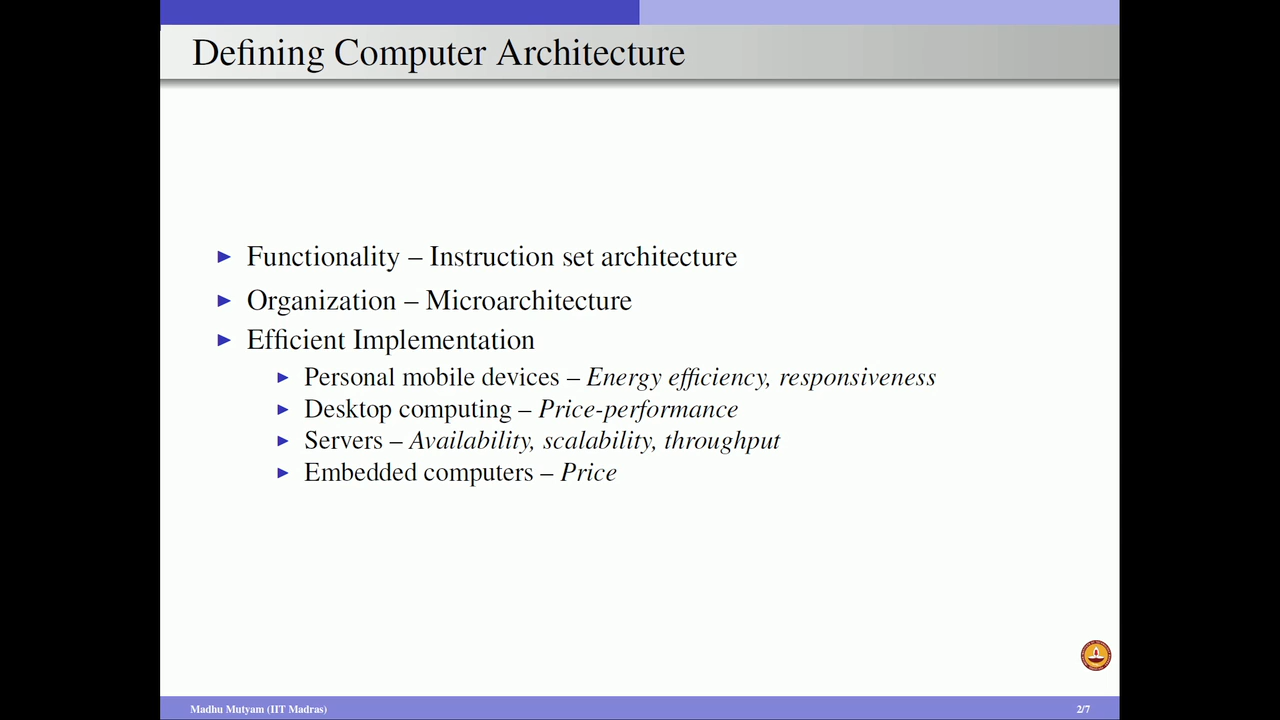 Defining Computer Architecture
Functionality – Instruction set architecture
Organization – Microarchitecture
Efficient Implementation
Personal mobile devices – Energy efficiency, responsiveness
Desktop computing – Price-performance
Servers – Availability, scalability, throughput
Embedded computers – Price
Madhu Mutyam (IIT Madras) 2/7